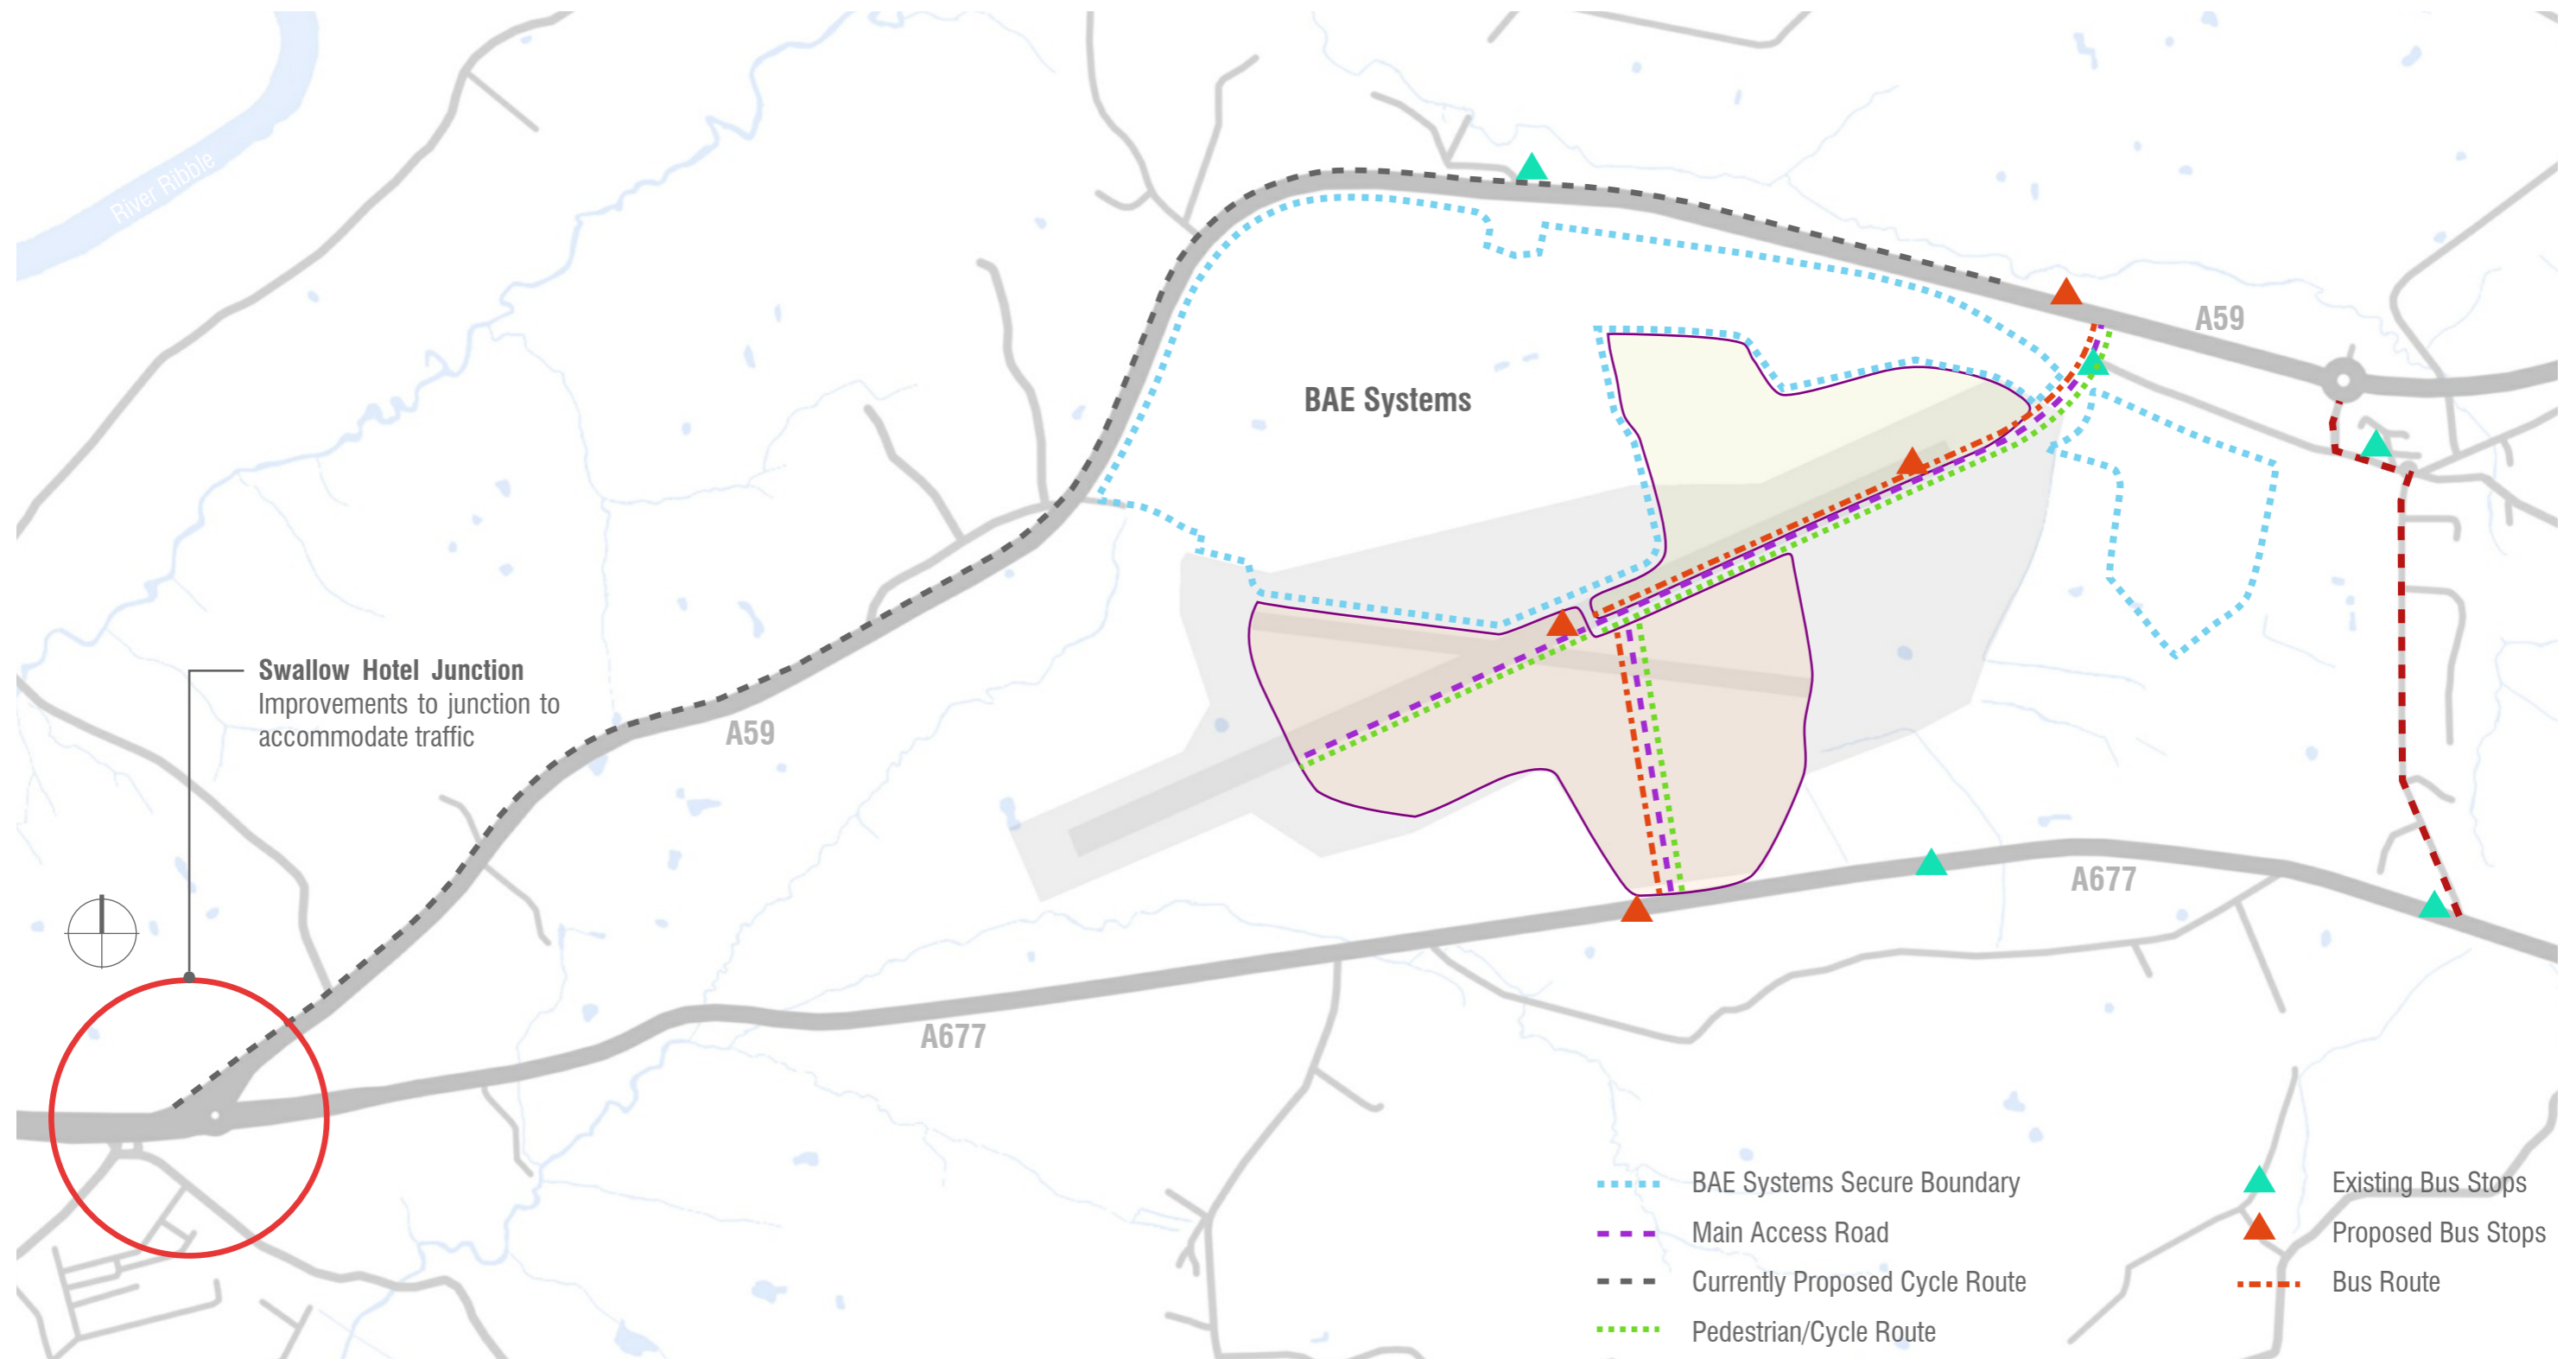 River Ribble
A59
BAE Systems
Swallow Hotel Junction
Improvements to junction to
accommodate traffic
A59
A677
A677
BAE Systems Secure Boundary
Main Access Road
Currently Proposed Cycle Route
Pedestrian/Cycle Route
Existing Bus Stops
Proposed Bus Stops
Bus Route